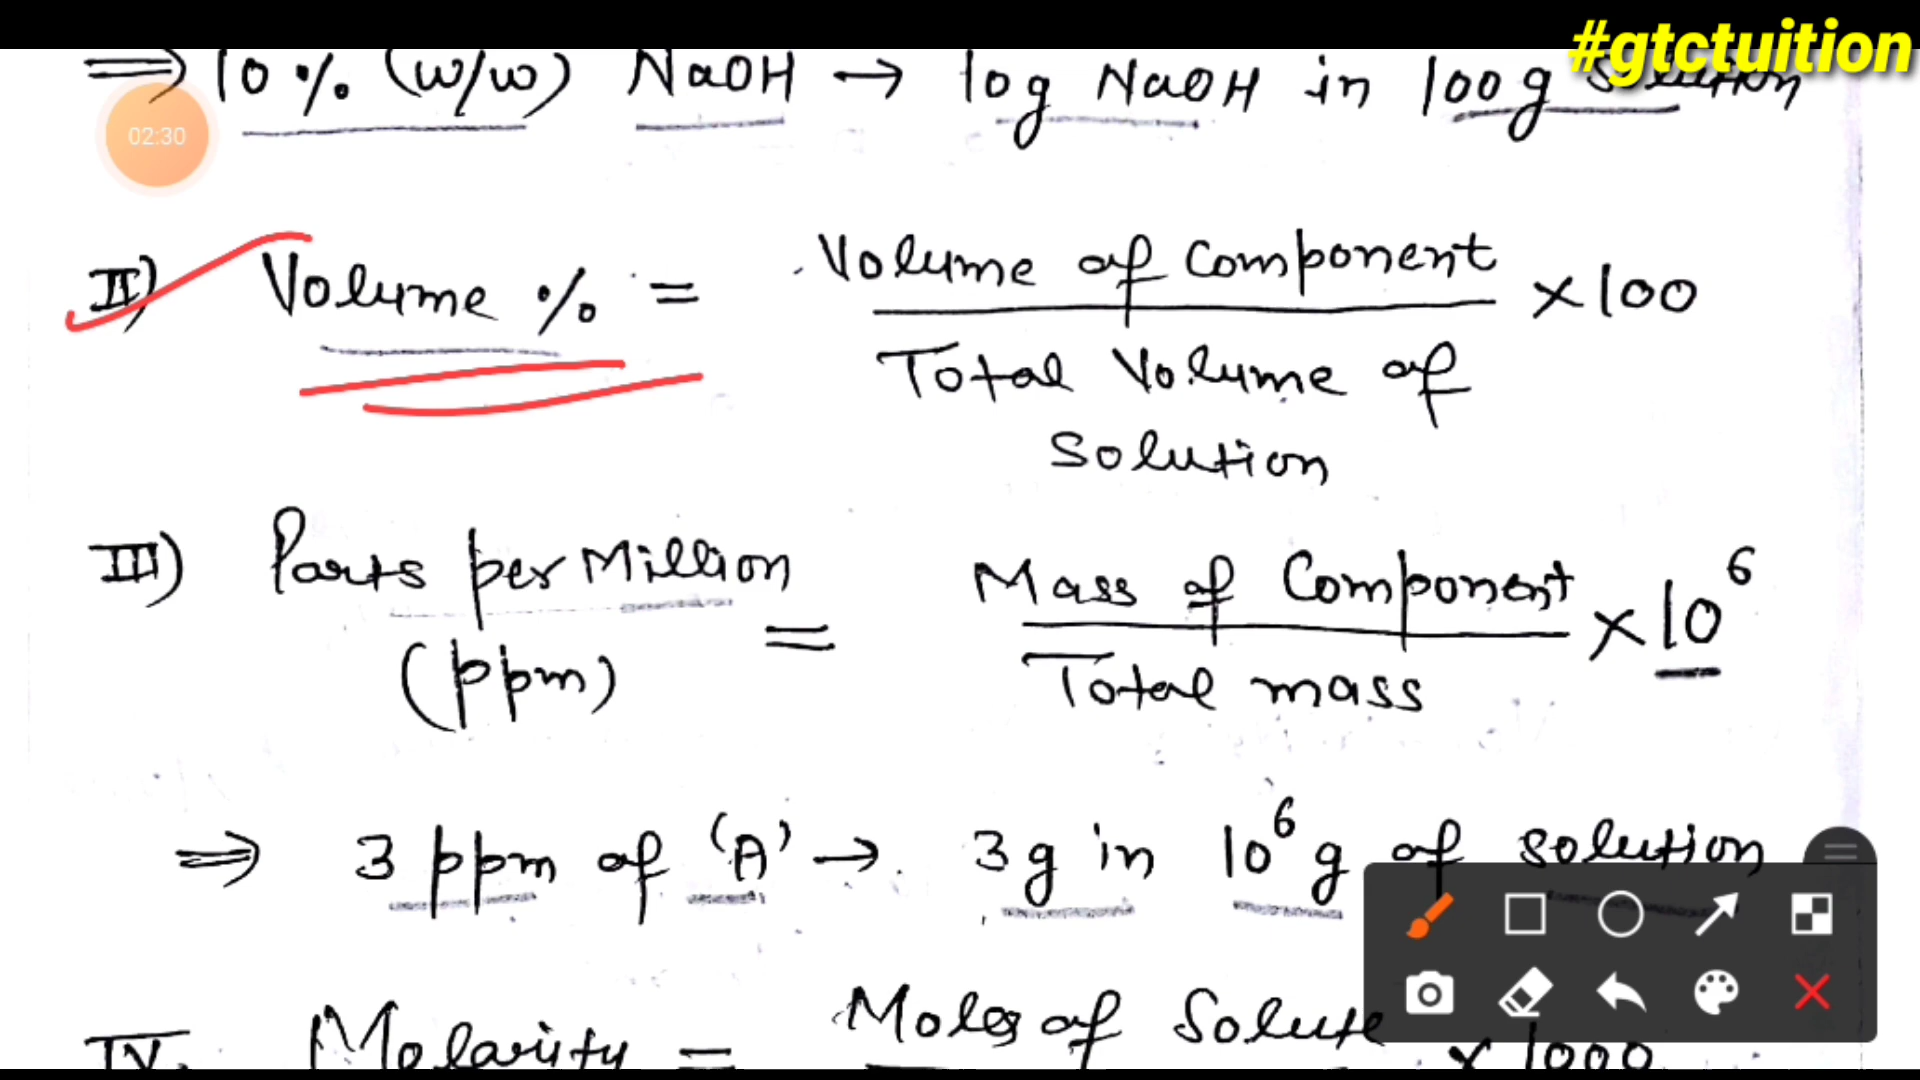 #gtctuition
⇒ 10 % (w/w) NaOH → 10g NaOH in 100g solution
02:30
II) Volume % = Volume of Component × 100
Total Volume of
Solution
III) Parts per Million = Mass of Component × 10⁶
(ppm) Total mass
⇒ 3 ppm of 'A' → 3g in 10⁶ g of solution
IV. Molarity = Moles of Solute × 1000